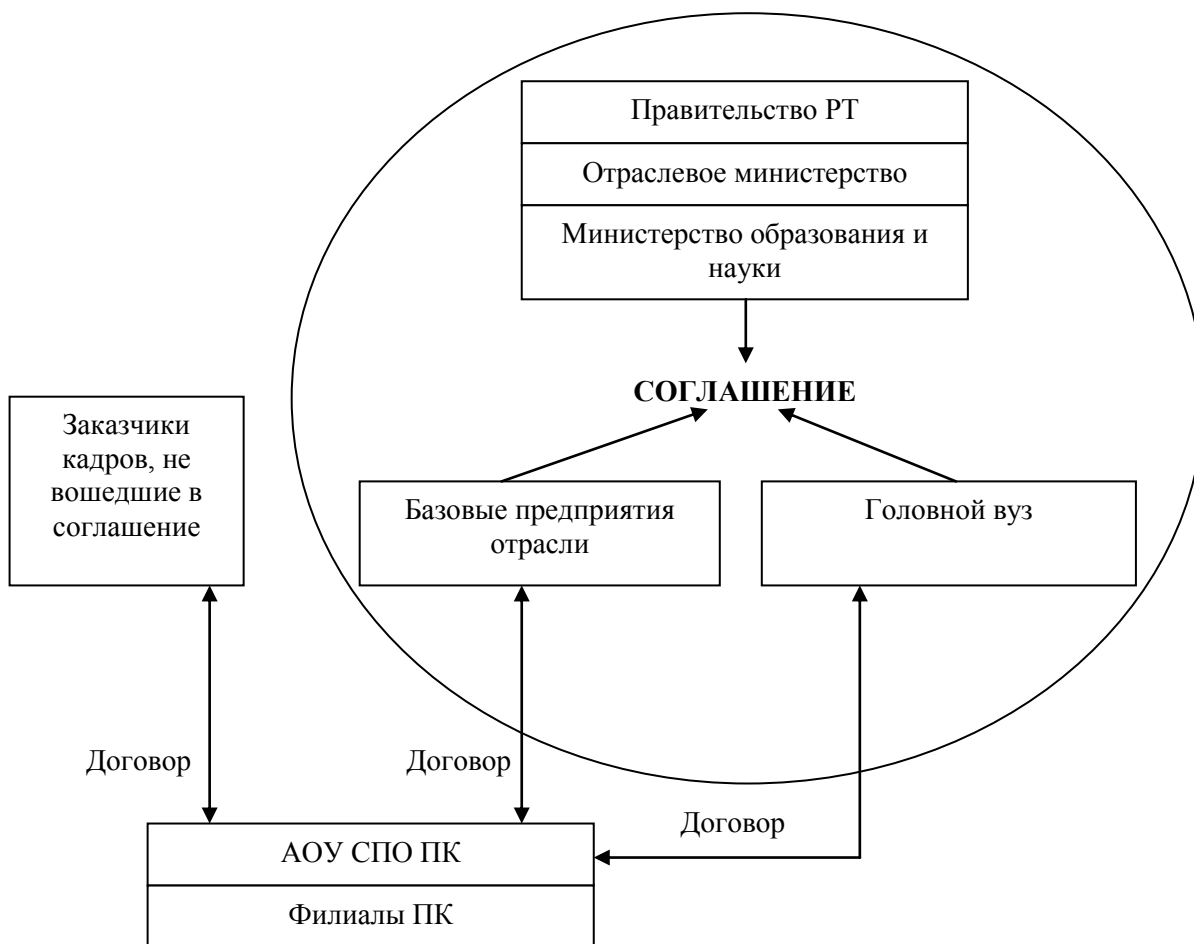 Правительство РТ
Отраслевое министерство
Министерство образования и
науки
СОГЛАШЕНИЕ
Заказчики
кадров, не
вошедшие в
соглашение
Базовые предприятия
отрасли
Головной вуз
Договор
Договор
Договор
АОУ СПО ПК
Филиалы ПК